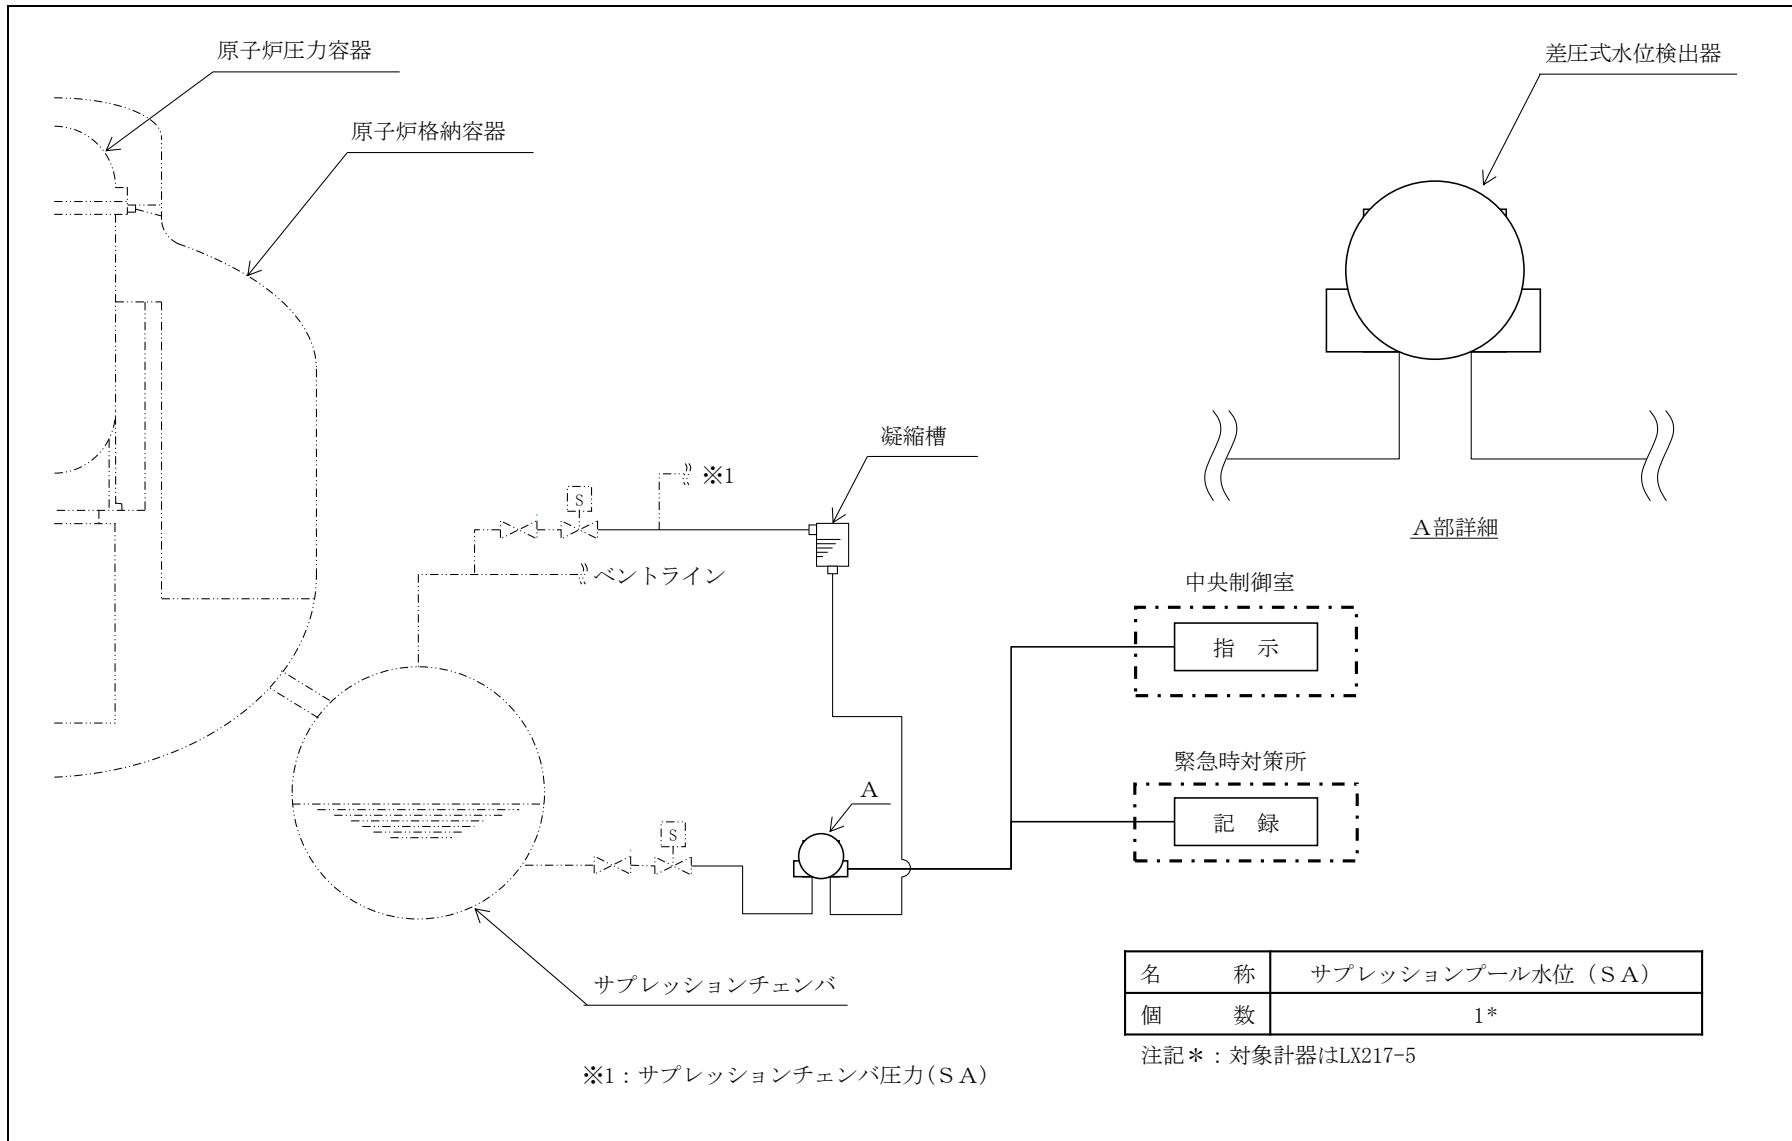 原子炉圧力容器
差圧式水位検出器
原子炉格納容器
凝縮槽
※1
S
A部詳細
ベントライン
中央制御室
指　示
緊急時対策所
A
記　録
S
サプレッションチェンバ
名　　称　サプレッションプール水位（ＳＡ）
個　　数　1*
注記＊：対象計器はLX217-5
※1：サプレッションチェンバ圧力(ＳＡ)